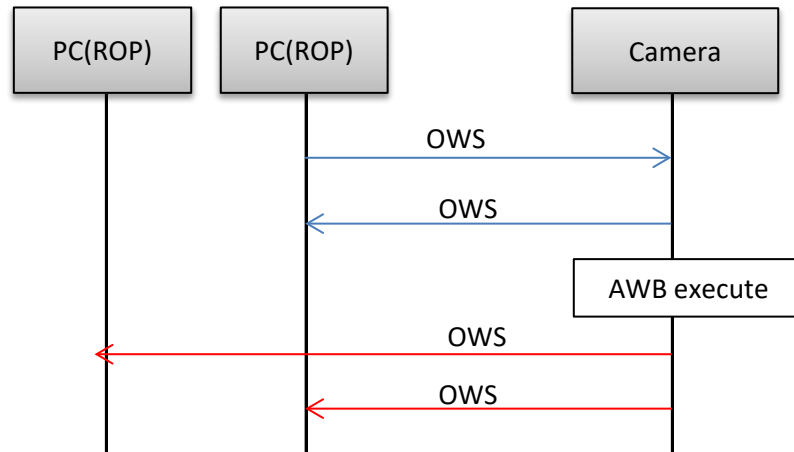 PC(ROP)
PC(ROP)
Camera
OWS
OWS
AWB execute
OWS
OWS